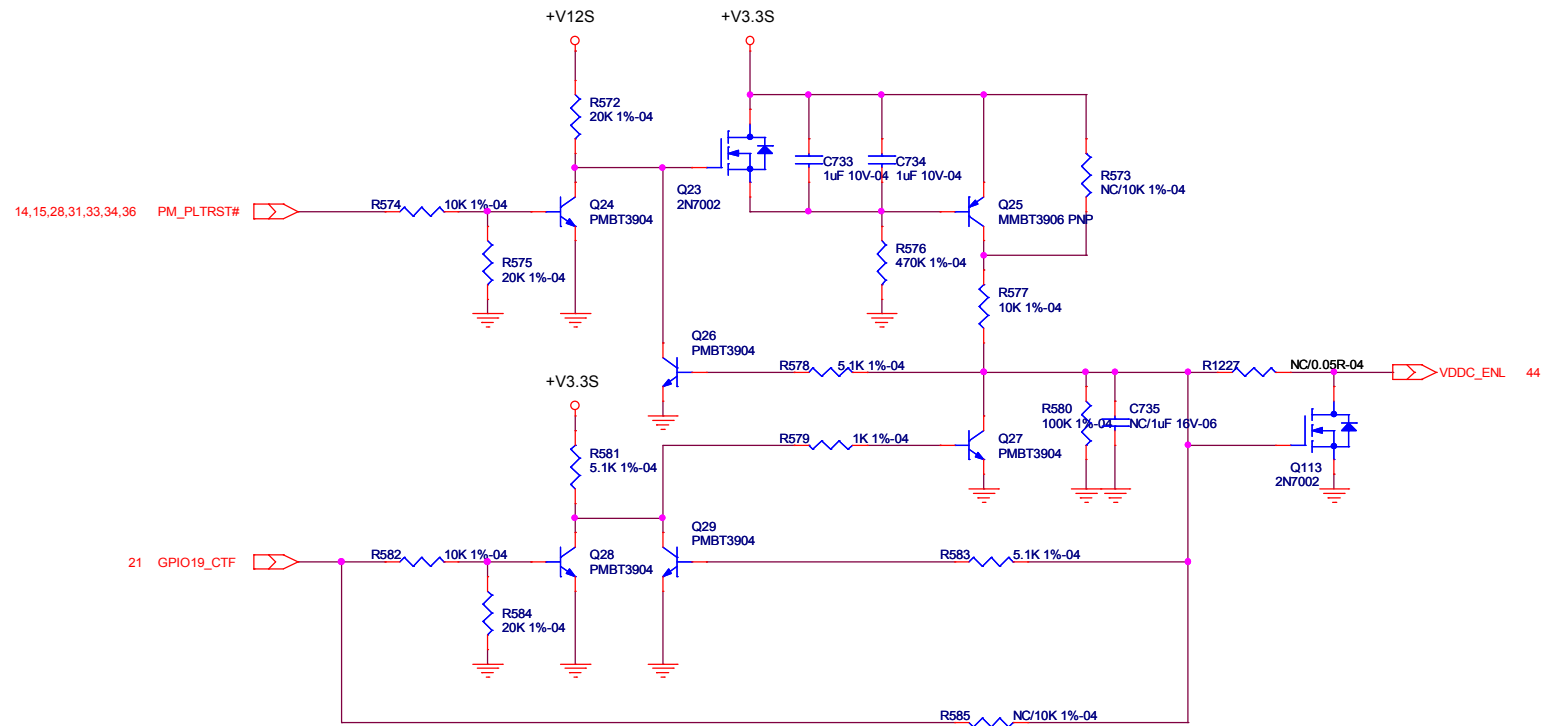 +V12S
+V3.3S
R572
20K 1%-04
C733
1uF 10V-04
C734
1uF 10V-04
R573
NC/10K 1%-04
Q23
2N7002
14,15,28,31,33,34,36 PM_PLTRST#
R574 10K 1%-04
Q24
PMBT3904
Q25
MMBT3906 PNP
R575
20K 1%-04
R576
470K 1%-04
R577
10K 1%-04
Q26
PMBT3904
R578 5.1K 1%-04
R1227 NC/0.05R-04
VDDC_ENL 44
+V3.3S
R580
100K 1%-04
C735
NC/1uF 16V-06
R579 1K 1%-04
Q27
PMBT3904
R581
5.1K 1%-04
Q113
2N7002
Q29
PMBT3904
21 GPIO19_CTF
R582 10K 1%-04
Q28
PMBT3904
R583 5.1K 1%-04
R584
20K 1%-04
R585 NC/10K 1%-04